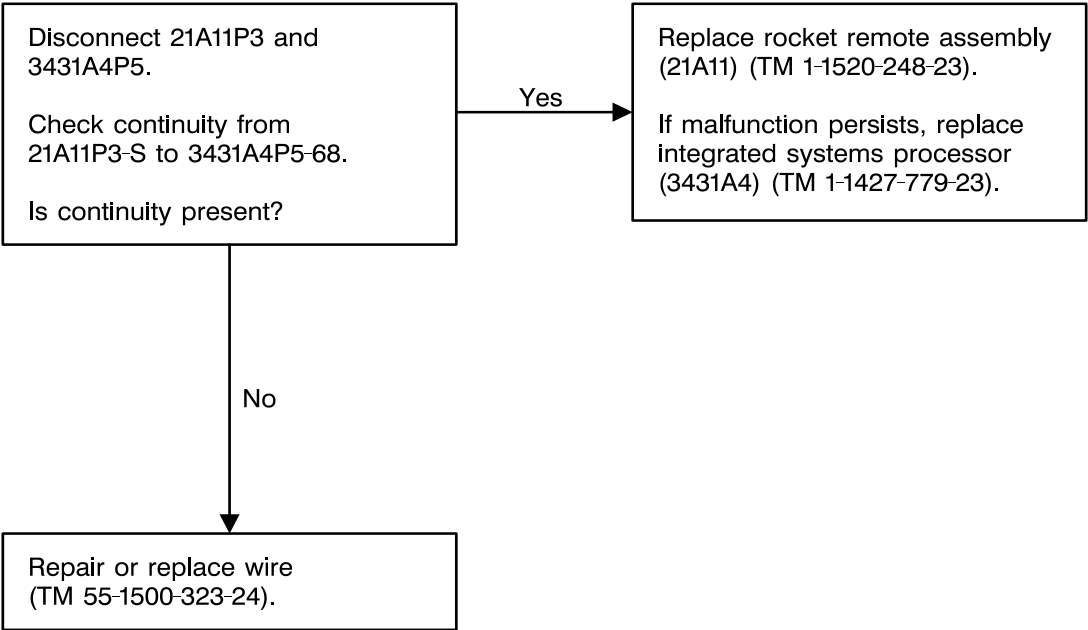 Disconnect 21A11P3 and
3431A4P5.
Check continuity from
21A11P3-S to 3431A4P5-68.
Is continuity present?
Yes
Replace rocket remote assembly
(21A11) (TM 1-1520-248-23).
If malfunction persists, replace
integrated systems processor
(3431A4) (TM 1-1427-779-23).
No
Repair or replace wire
(TM 55-1500-323-24).